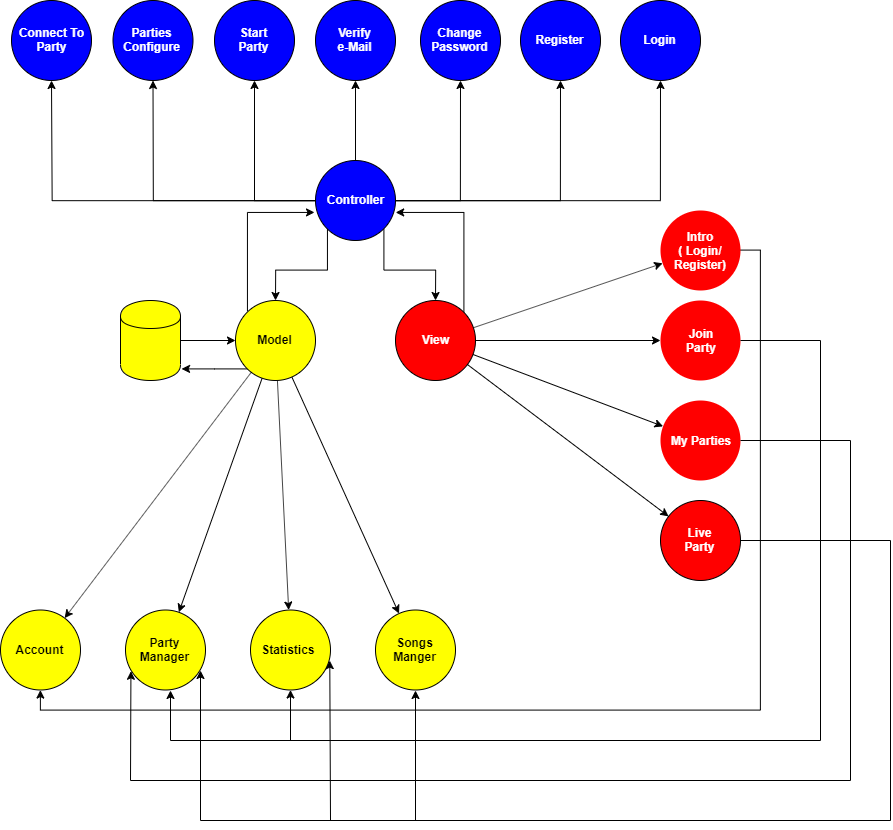 Connect To
Party
Parties
Configure
Start
Party
Verify
e-Mail
Change
Password
Register
Login
Controller
Intro
( Login/
Register)
Model
View
Join
Party
My Parties
Live
Party
Account
Party
Manager
Statistics
Songs
Manger